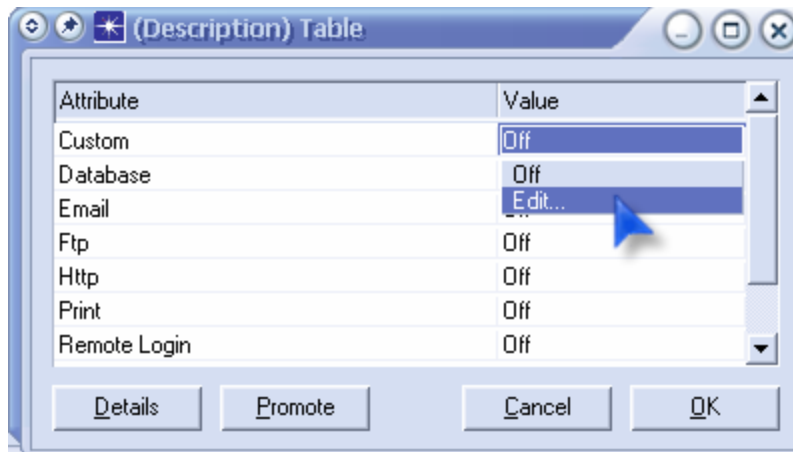 (Description) Table
Attribute Value
Custom Off
Database Off
Email Edit...
Ftp Off
Http Off
Print Off
Remote Login Off
Details Promote Cancel OK